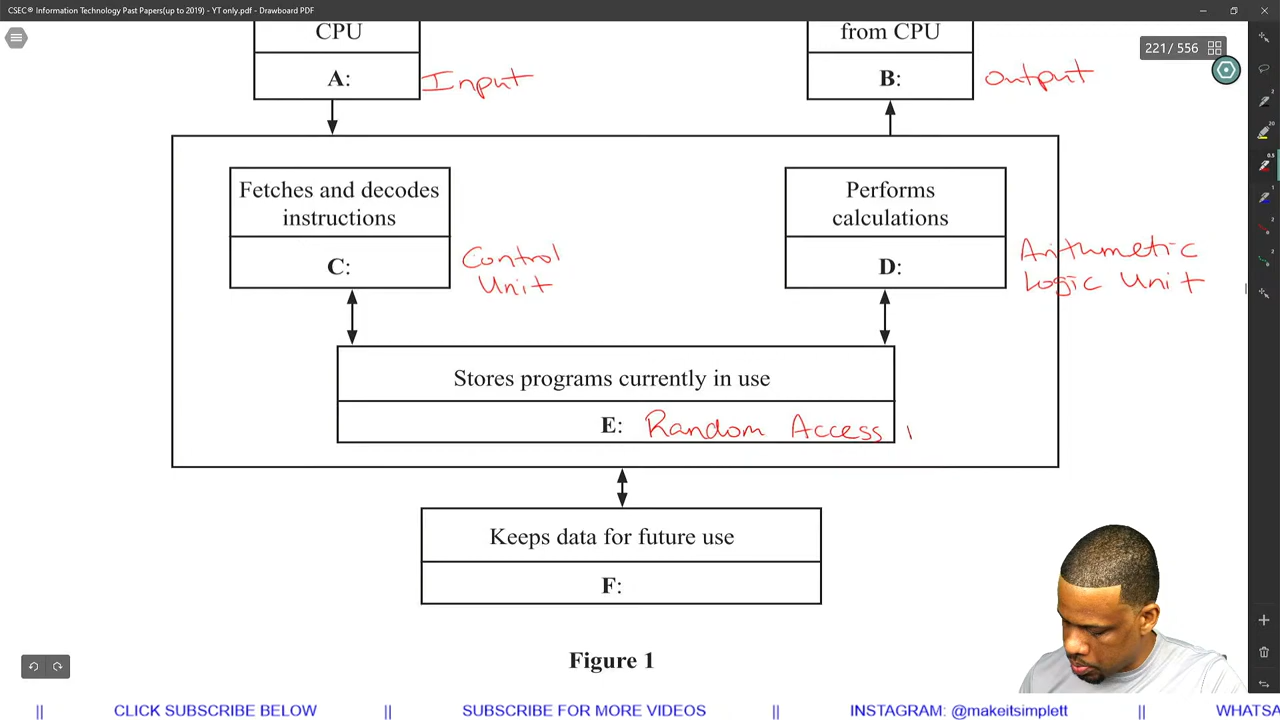 CSEC® Information Technology Past Papers(up to 2019) - YT only.pdf - Drawboard PDF
221 / 556
CPU
from CPU
A:
Input
B:
Output
Fetches and decodes
instructions
Performs
calculations
C:
Control
Unit
D:
Arithmetic
Logic Unit
Stores programs currently in use
E: Random Access
Keeps data for future use
F:
Figure 1
|| CLICK SUBSCRIBE BELOW || SUBSCRIBE FOR MORE VIDEOS || INSTAGRAM: @makeitsimplett || WHATSA